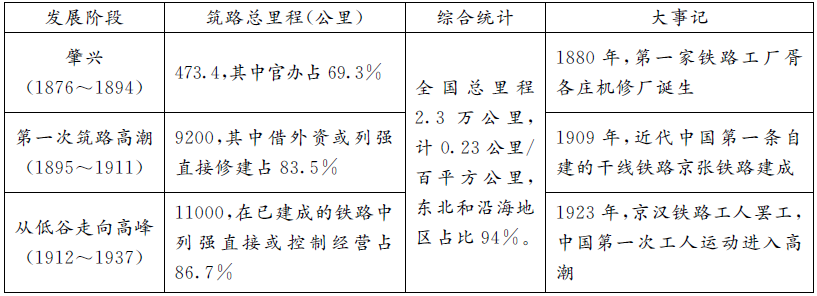 发展阶段
筑路总里程(公里)
综合统计
大事记
肇兴
(1876~1894)
473.4,其中官办占 69.3%
全国总里程
2.3 万公里,
计 0.23 公里/
百平方公里,
东北和沿海地
区占比 94%。
1880 年,第一家铁路工厂胥
各庄机修厂诞生
第一次筑路高潮
(1895~1911)
9200,其中借外资或列强
直接修建占 83.5%
1909 年,近代中国第一条自
建的干线铁路京张铁路建成
从低谷走向高峰
(1912~1937)
11000,在已建成的铁路中
列强直接或控制经营占
86.7%
1923 年,京汉铁路工人罢工,
中国第一次工人运动进入高
潮